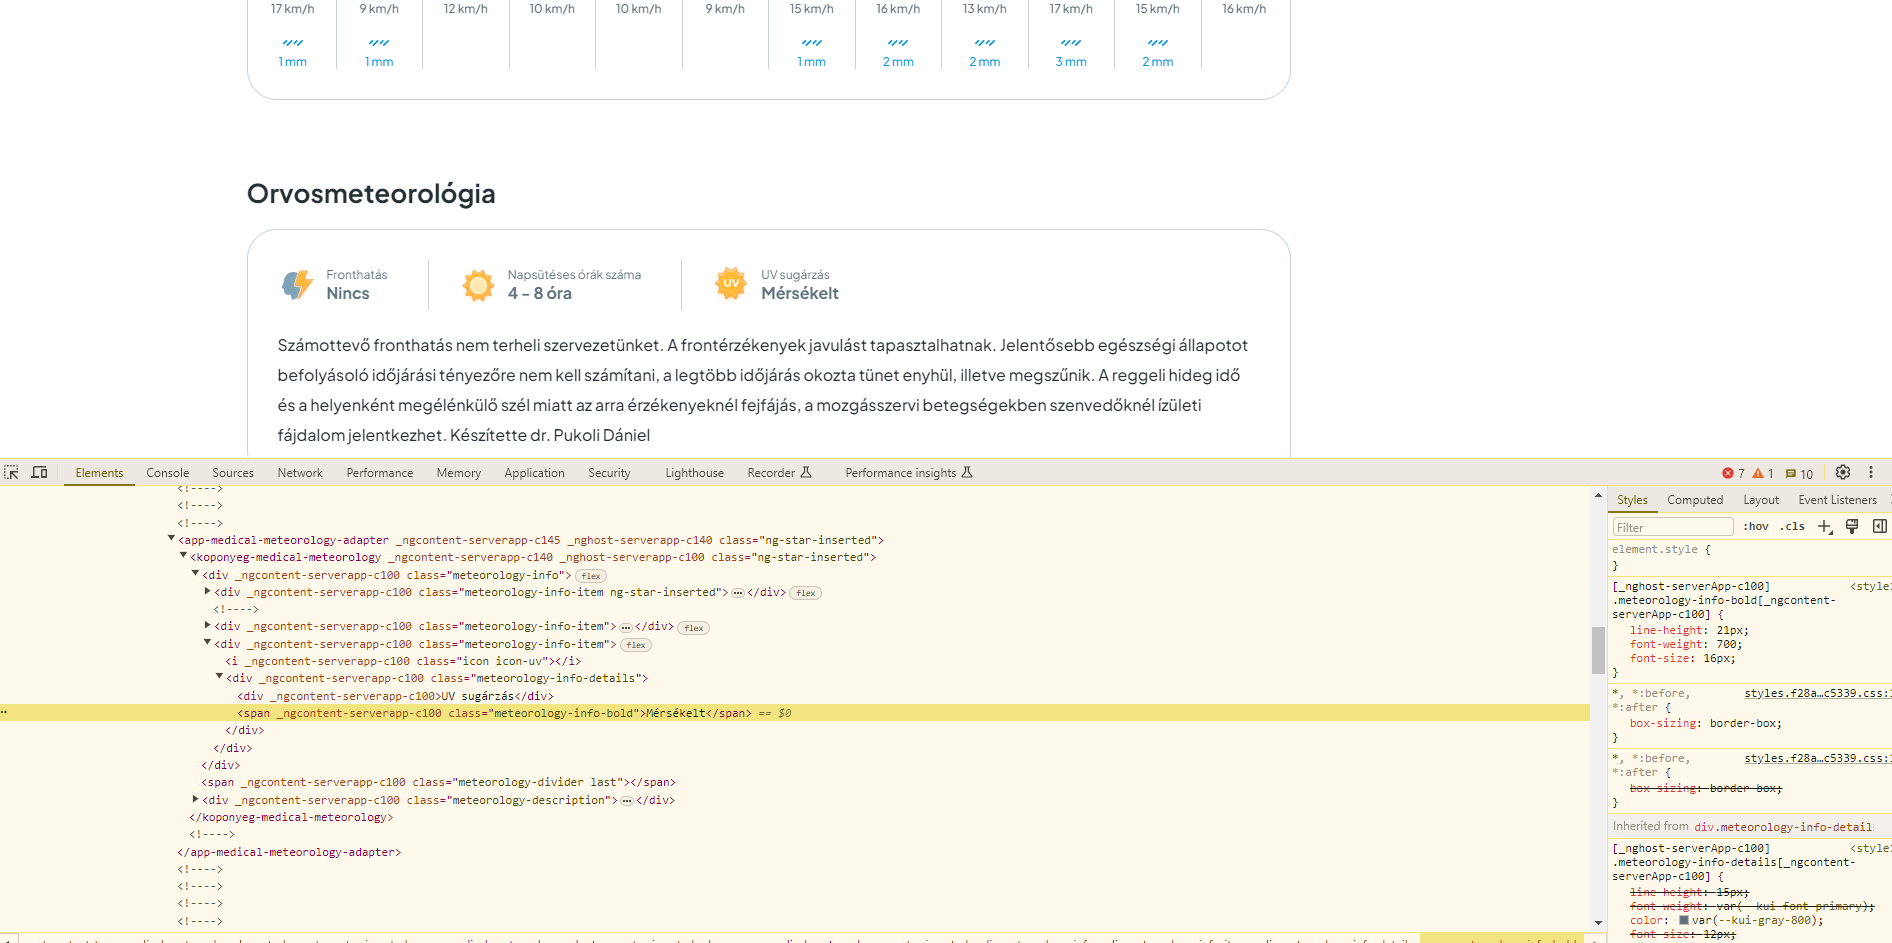 17 km/h 9 km/h 12 km/h 10 km/h 10 km/h 9 km/h 15 km/h 16 km/h 13 km/h 17 km/h 15 km/h 16 km/h
1 mm 1 mm 1 mm 2 mm 2 mm 3 mm 2 mm
Orvosmeteorológia
Fronthatás
Nincs
Napsütéses órák száma
4 – 8 óra
UV
UV sugárzás
Mérsékelt
Számottevő fronthatás nem terheli szervezetünket. A frontérzékenyek javulást tapasztalhatnak. Jelentősebb egészségi állapotot
befolyásoló időjárási tényezőre nem kell számítani, a legtöbb időjárás okozta tünet enyhül, illetve megszűnik. A reggeli hideg idő
és a helyenként megélénkülő szél miatt az arra érzékenyeknél fejfájás, a mozgásszervi betegségekben szenvedőknél ízületi
fájdalom jelentkezhet. Készítette dr. Pukoli Dániel
Elements Console Sources Network Performance Memory Application Security Lighthouse Recorder Performance insights 7 1 10
<!---->
<!---->
<!---->
<app-medical-meteorology-adapter _ngcontent-serverapp-c145 _nghost-serverapp-c140 class="ng-star-inserted">
<koponyeg-medical-meteorology _ngcontent-serverapp-c140 _nghost-serverapp-c100 class="ng-star-inserted">
<div _ngcontent-serverapp-c100 class="meteorology-info"> flex
<div _ngcontent-serverapp-c100 class="meteorology-info-item ng-star-inserted"> … </div> flex
<!---->
<div _ngcontent-serverapp-c100 class="meteorology-info-item"> … </div> flex
<div _ngcontent-serverapp-c100 class="meteorology-info-item"> flex
<i _ngcontent-serverapp-c100 class="icon icon-uv"></i>
<div _ngcontent-serverapp-c100 class="meteorology-info-details">
<div _ngcontent-serverapp-c100>UV sugárzás</div>
<span _ngcontent-serverapp-c100 class="meteorology-info-bold">Mérsékelt</span> == $0
</div>
</div>
</div>
<span _ngcontent-serverapp-c100 class="meteorology-divider last"></span>
<div _ngcontent-serverapp-c100 class="meteorology-description"> … </div>
</koponyeg-medical-meteorology>
<!---->
</app-medical-meteorology-adapter>
<!---->
<!---->
<!---->
<!---->
Styles Computed Layout Event Listeners
Filter :hov .cls
element.style {
}
[_nghost-serverApp-c100] <style>
.meteorology-info-bold[_ngcontent-
serverApp-c100] {
line-height: 21px;
font-weight: 700;
font-size: 16px;
}
*, *:before, styles.f28a…c5339.css:1
*:after {
box-sizing: border-box;
}
*, *:before, styles.f28a…c5339.css:1
*:after {
box-sizing: border-box;
}
Inherited from div.meteorology-info-detail
[_nghost-serverApp-c100] <style>
.meteorology-info-details[_ngcontent-
serverApp-c100] {
line-height: 15px;
font-weight: var(--kui-font-primary);
color: var(--kui-gray-800);
font-size: 12px;